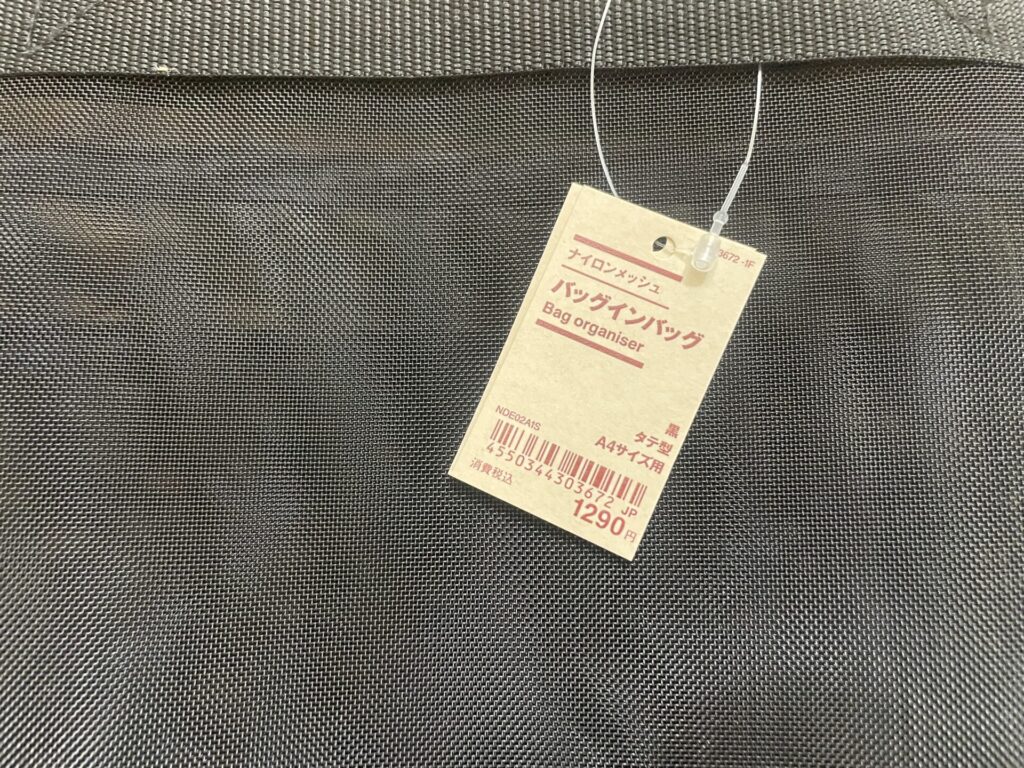 3672-1F
ナイロンメッシュ
バッグインバッグ
Bag organiser
黒
タテ型
A4サイズ用
NDE02A1S
4550344303672 JP
消費税込
1290円